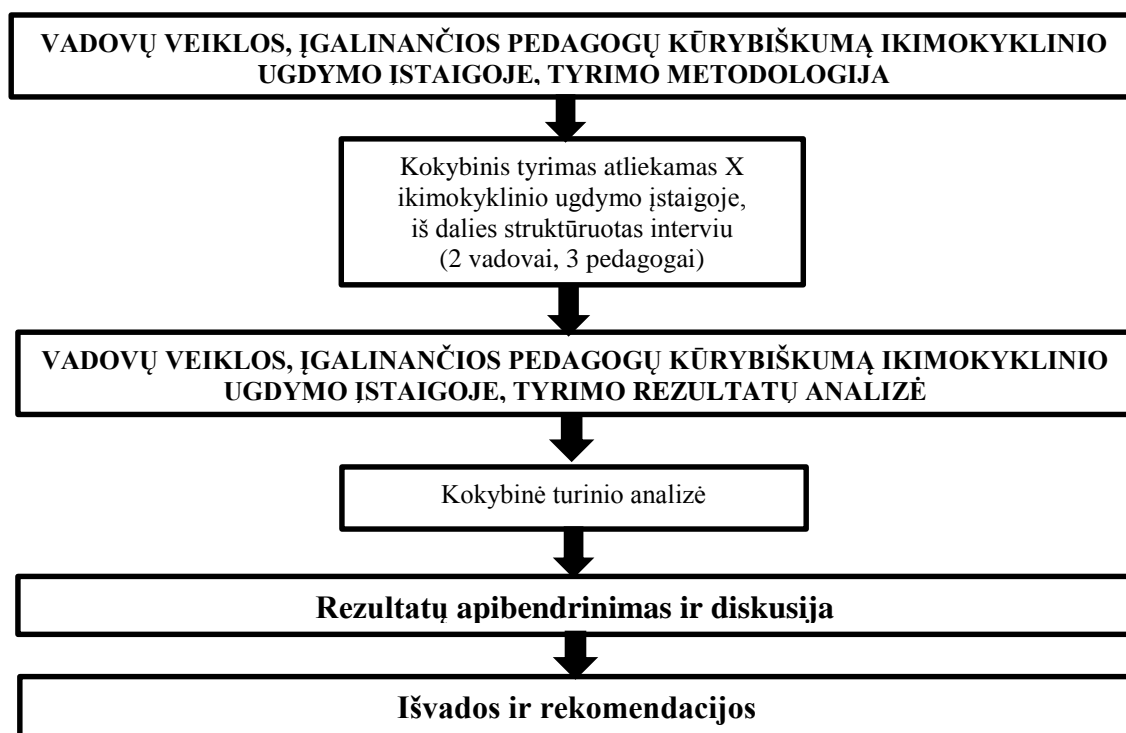 VADOVŲ VEIKLOS, ĮGALINANČIOS PEDAGOGŲ KŪRYBIŠKUMĄ IKIMOKYKLINIO
UGDYMO ĮSTAIGOJE, TYRIMO METODOLOGIJA
Kokybinis tyrimas atliekamas X
ikimokyklinio ugdymo įstaigoje,
iš dalies struktūruotas interviu
(2 vadovai, 3 pedagogai)
VADOVŲ VEIKLOS, ĮGALINANČIOS PEDAGOGŲ KŪRYBIŠKUMĄ IKIMOKYKLINIO
UGDYMO ĮSTAIGOJE, TYRIMO REZULTATŲ ANALIZĖ
Kokybinė turinio analizė
Rezultatų apibendrinimas ir diskusija
Išvados ir rekomendacijos